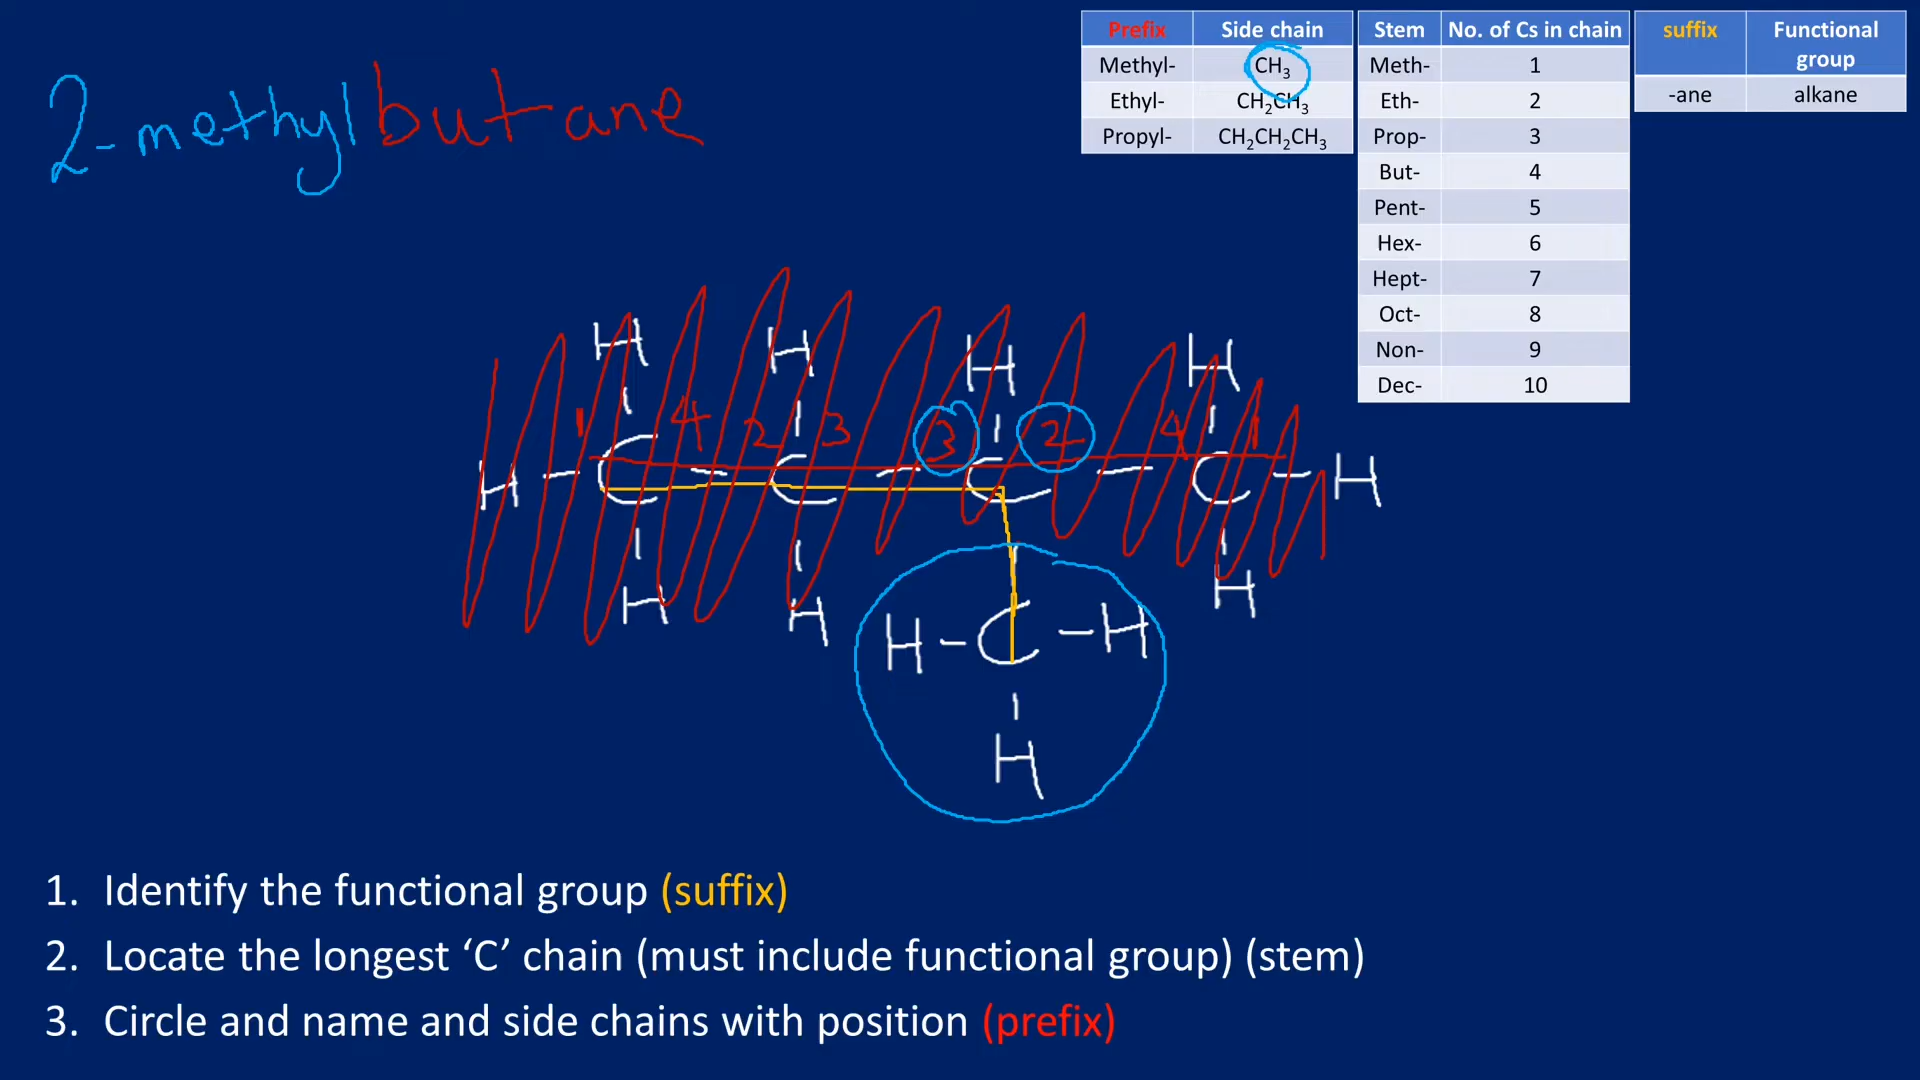 2-methylbutane
Prefix Side chain
Methyl- CH₃
Ethyl- CH₂CH₃
Propyl- CH₂CH₂CH₃
Stem No. of Cs in chain
Meth- 1
Eth- 2
Prop- 3
But- 4
Pent- 5
Hex- 6
Hept- 7
Oct- 8
Non- 9
Dec- 10
suffix Functional group
-ane alkane
H H H H
1 4 2 3 3 2 4 1
H - C - C - C - C - H
H H H
H - C - H
H
1. Identify the functional group (suffix)
2. Locate the longest ‘C’ chain (must include functional group) (stem)
3. Circle and name and side chains with position (prefix)